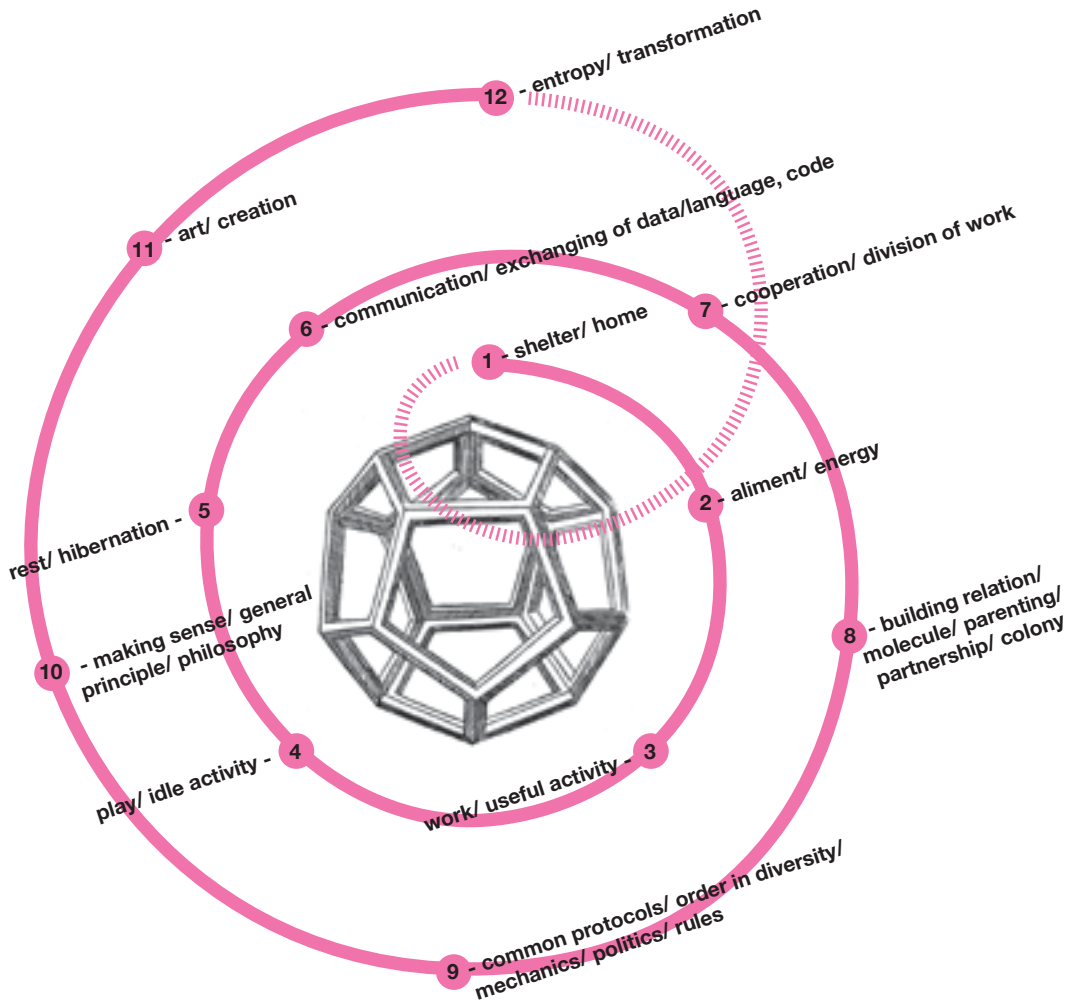 12 - entropy/ transformation
11 - art/ creation
6 - communication/ exchanging of data/language, code
7 - cooperation/ division of work
1 - shelter/ home
2 - aliment/ energy
5
rest/ hibernation -
8 - building relation/
molecule/ parenting/
partnership/ colony
10 - making sense/ general
principle/ philosophy
4
play/ idle activity -
3
work/ useful activity -
9 - common protocols/ order in diversity/
mechanics/ politics/ rules